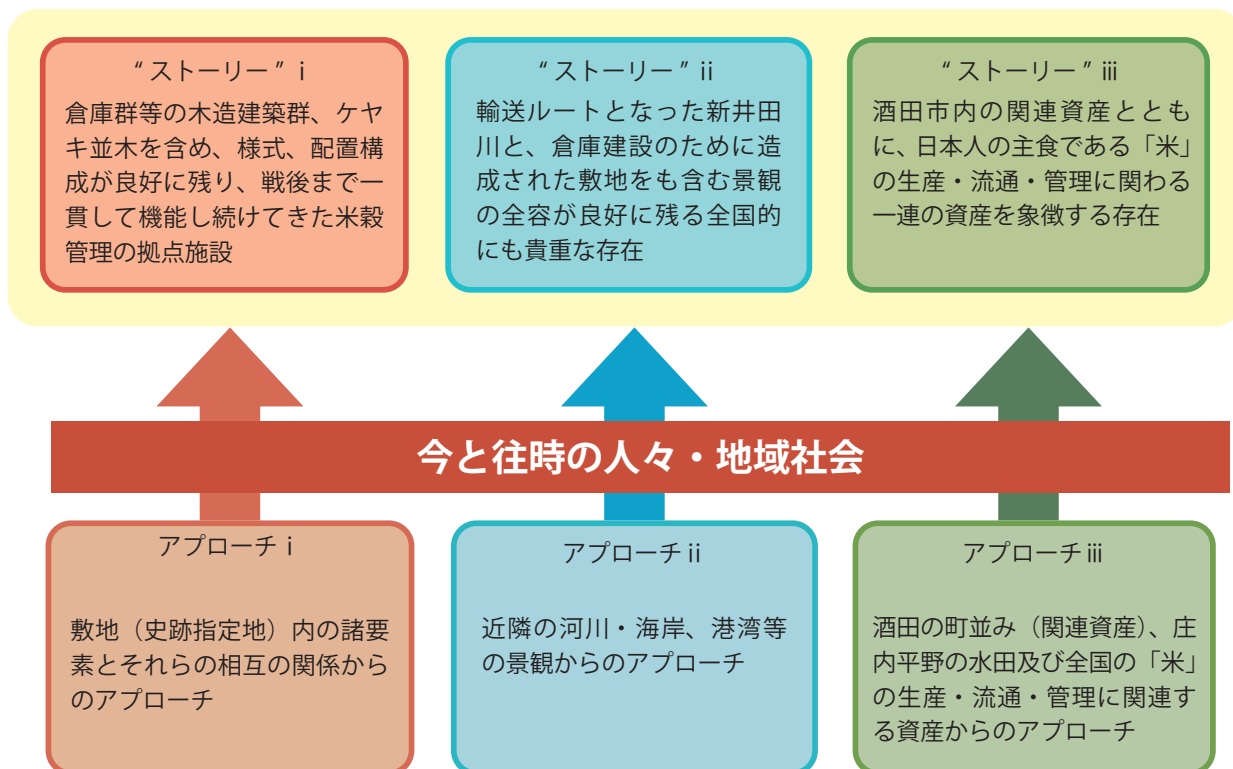 “ストーリー”ⅰ
倉庫群等の木造建築群、ケヤ
キ並木を含め、様式、配置構
成が良好に残り、戦後まで一
貫して機能し続けてきた米穀
管理の拠点施設
“ストーリー”ⅱ
輸送ルートとなった新井田
川と、倉庫建設のために造
成された敷地をも含む景観
の全容が良好に残る全国的
にも貴重な存在
“ストーリー”ⅲ
酒田市内の関連資産ととも
に、日本人の主食である「米」
の生産・流通・管理に関わる
一連の資産を象徴する存在
今と往時の人々・地域社会
アプローチⅰ
敷地（史跡指定地）内の諸要
素とそれらの相互の関係から
のアプローチ
アプローチⅱ
近隣の河川・海岸、港湾等
の景観からのアプローチ
アプローチⅲ
酒田の町並み（関連資産）、庄
内平野の水田及び全国の「米」
の生産・流通・管理に関連す
る資産からのアプローチ